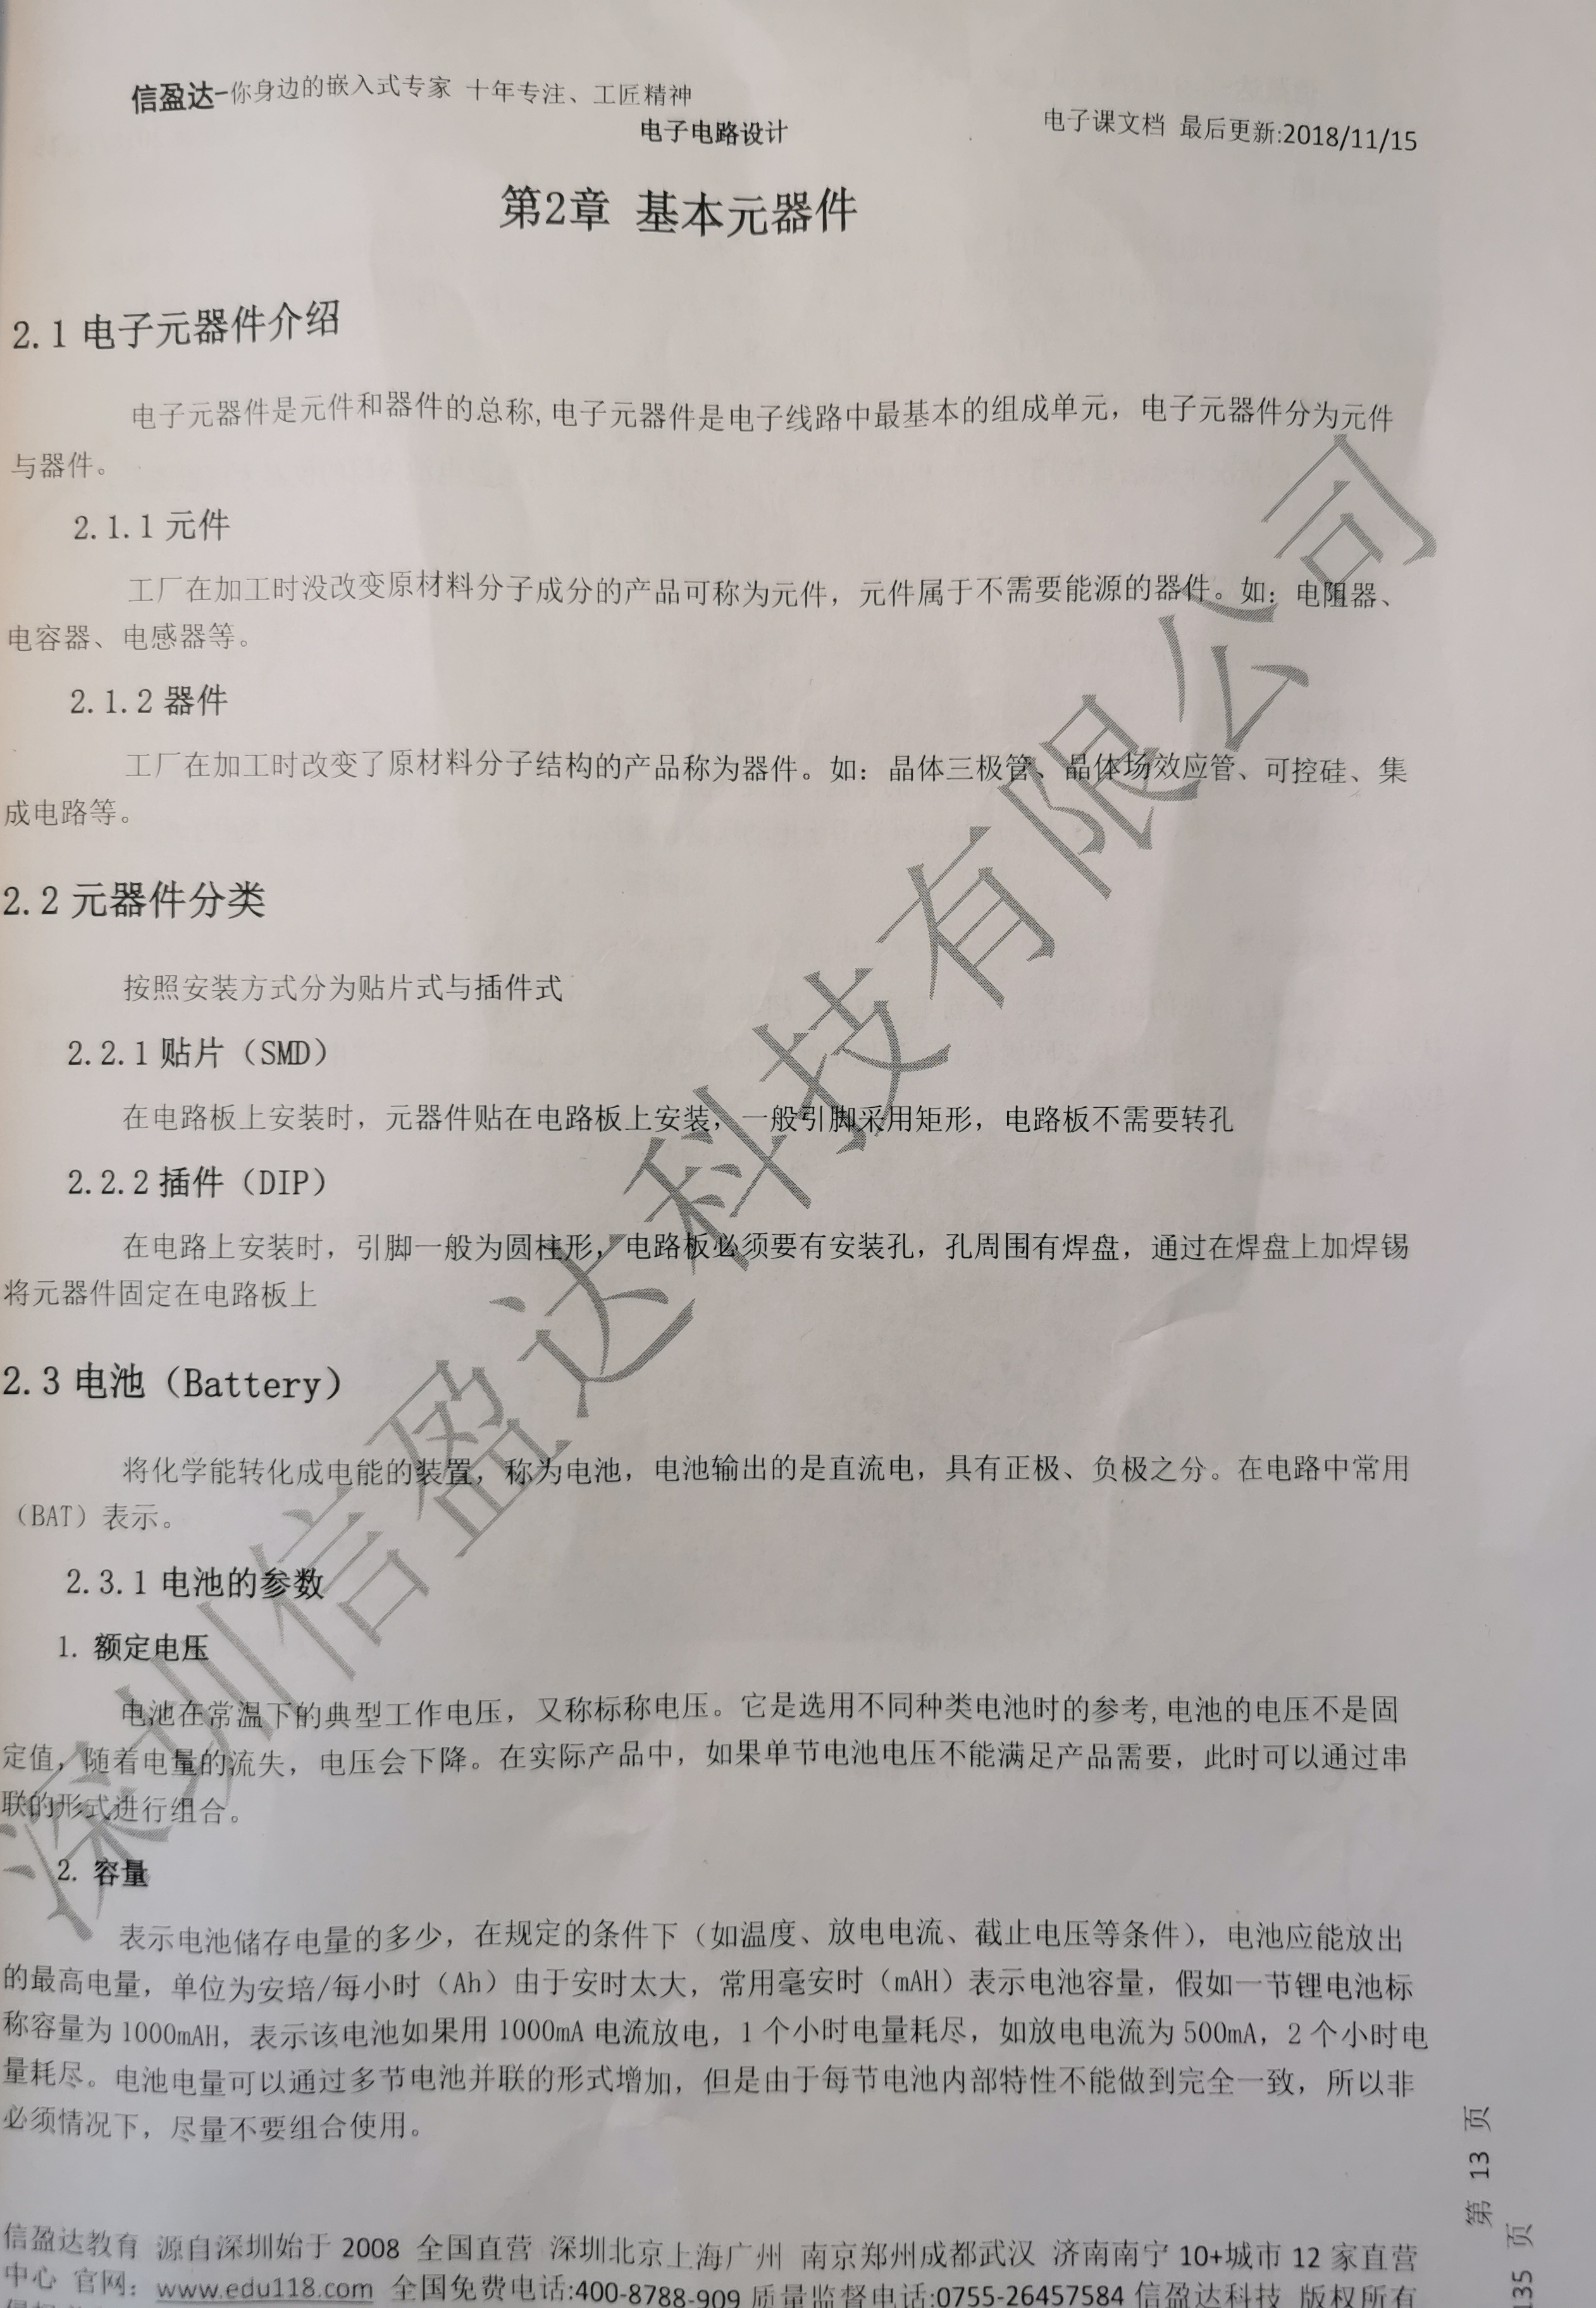 信盈达-你身边的嵌入式专家 十年专注、工匠精神
电子电路设计
电子课文档 最后更新:2018/11/15
第2章 基本元器件
2.1 电子元器件介绍
电子元器件是元件和器件的总称,电子元器件是电子线路中最基本的组成单元，电子元器件分为元件
与器件。
2.1.1 元件
工厂在加工时没改变原材料分子成分的产品可称为元件，元件属于不需要能源的器件。如：电阻器、
电容器、电感器等。
2.1.2 器件
工厂在加工时改变了原材料分子结构的产品称为器件。如：晶体三极管、晶体场效应管、可控硅、集
成电路等。
2.2 元器件分类
按照安装方式分为贴片式与插件式
2.2.1 贴片（SMD）
在电路板上安装时，元器件贴在电路板上安装，一般引脚采用矩形，电路板不需要转孔
2.2.2 插件（DIP）
在电路上安装时，引脚一般为圆柱形，电路板必须要有安装孔，孔周围有焊盘，通过在焊盘上加焊锡
将元器件固定在电路板上
2.3 电池（Battery）
将化学能转化成电能的装置，称为电池，电池输出的是直流电，具有正极、负极之分。在电路中常用
（BAT）表示。
2.3.1 电池的参数
1. 额定电压
电池在常温下的典型工作电压，又称标称电压。它是选用不同种类电池时的参考,电池的电压不是固
定值，随着电量的流失，电压会下降。在实际产品中，如果单节电池电压不能满足产品需要，此时可以通过串
联的形式进行组合。
2. 容量
表示电池储存电量的多少，在规定的条件下（如温度、放电电流、截止电压等条件），电池应能放出
的最高电量，单位为安培/每小时（Ah）由于安时太大，常用毫安时（mAH）表示电池容量，假如一节锂电池标
称容量为 1000mAH，表示该电池如果用 1000mA 电流放电，1 个小时电量耗尽，如放电电流为 500mA，2 个小时电
量耗尽。电池电量可以通过多节电池并联的形式增加，但是由于每节电池内部特性不能做到完全一致，所以非
必须情况下，尽量不要组合使用。
深圳信盈达科技有限公司
信盈达教育 源自深圳始于 2008 全国直营 深圳北京上海广州 南京郑州成都武汉 济南南宁 10+城市 12 家直营
中心 官网：www.edu118.com 全国免费电话:400-8788-909 质量监督电话:0755-26457584 信盈达科技 版权所有
第 13 页
135 页